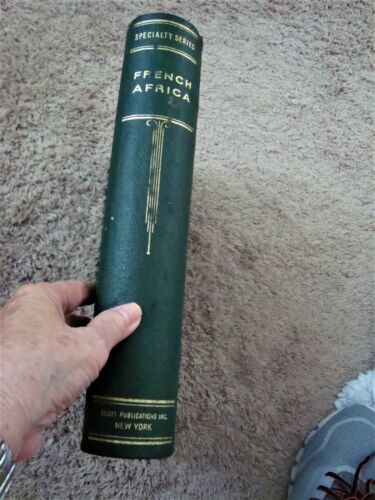 SPECIALTY SERIES
FRENCH
AFRICA
SCOTT PUBLICATIONS INC.
NEW YORK